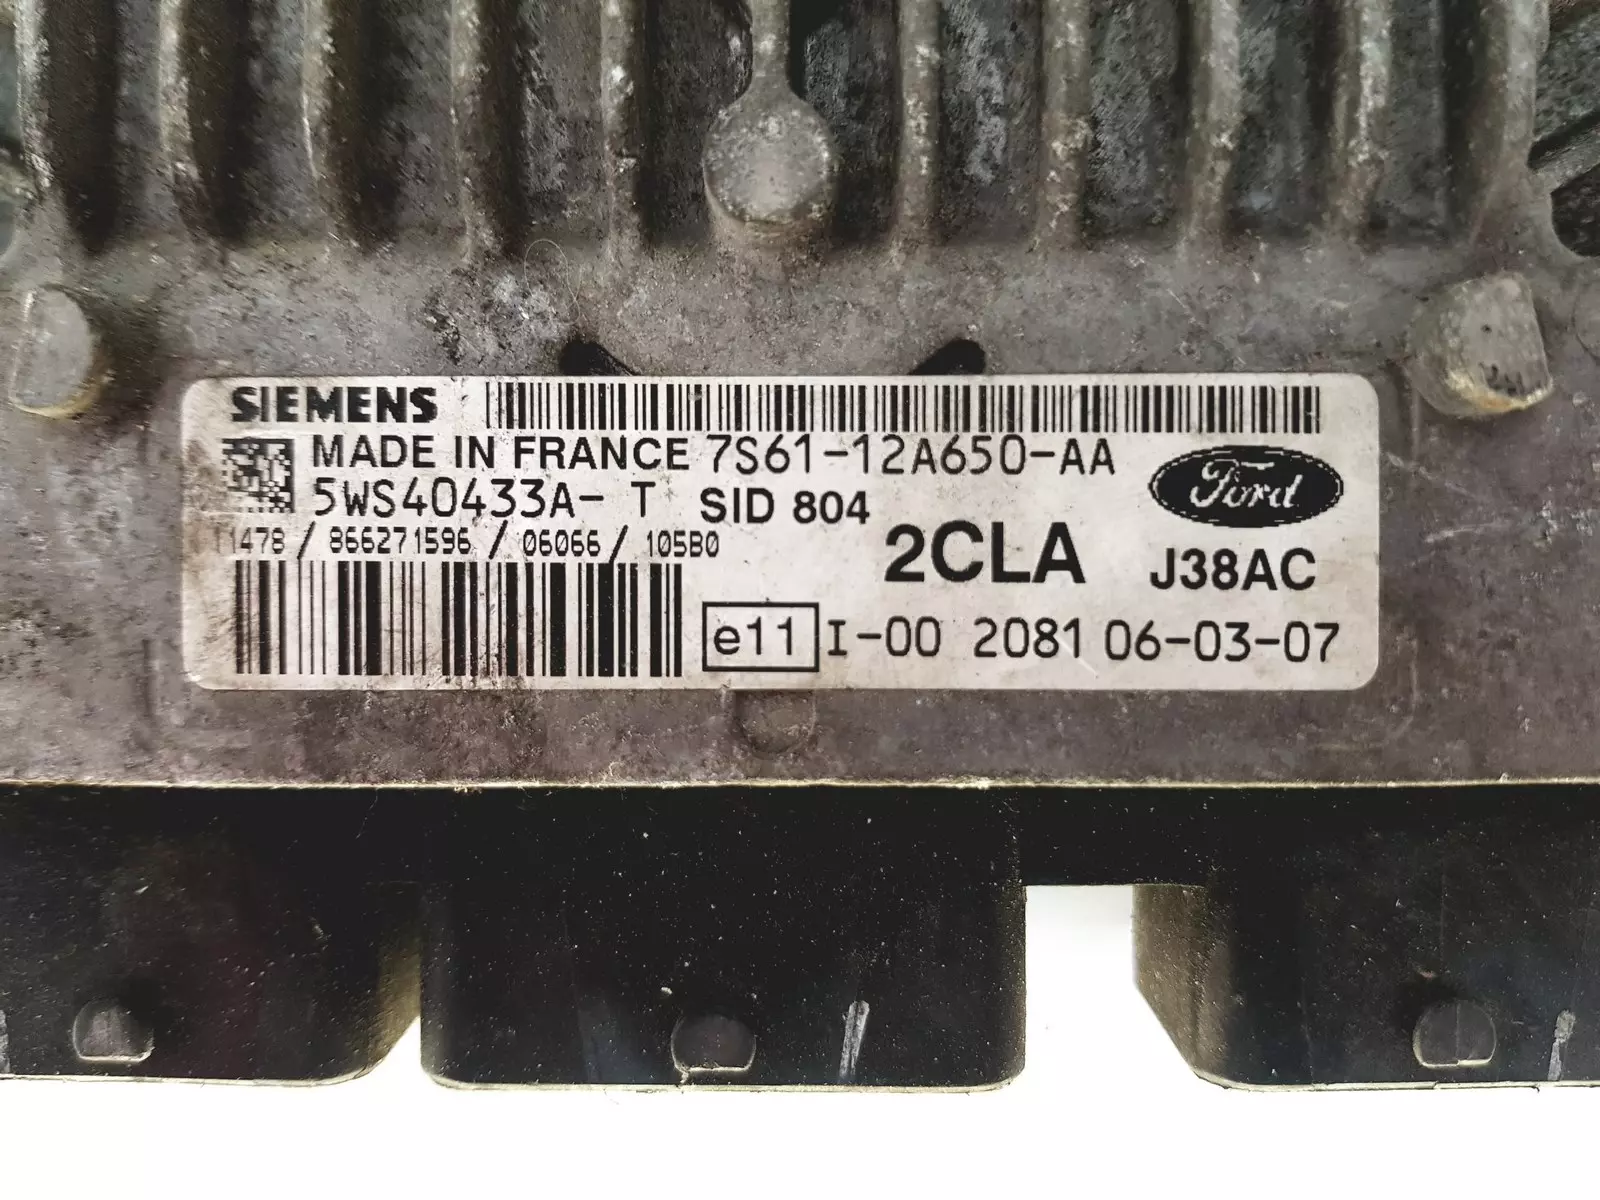 SIEMENS
MADE IN FRANCE 7S61-12A650-AA
Ford
5WS40433A- T SID 804
11478 / 866271596 / 06066 / 105B0
2CLA J38AC
e11 I-00 2081 06-03-07